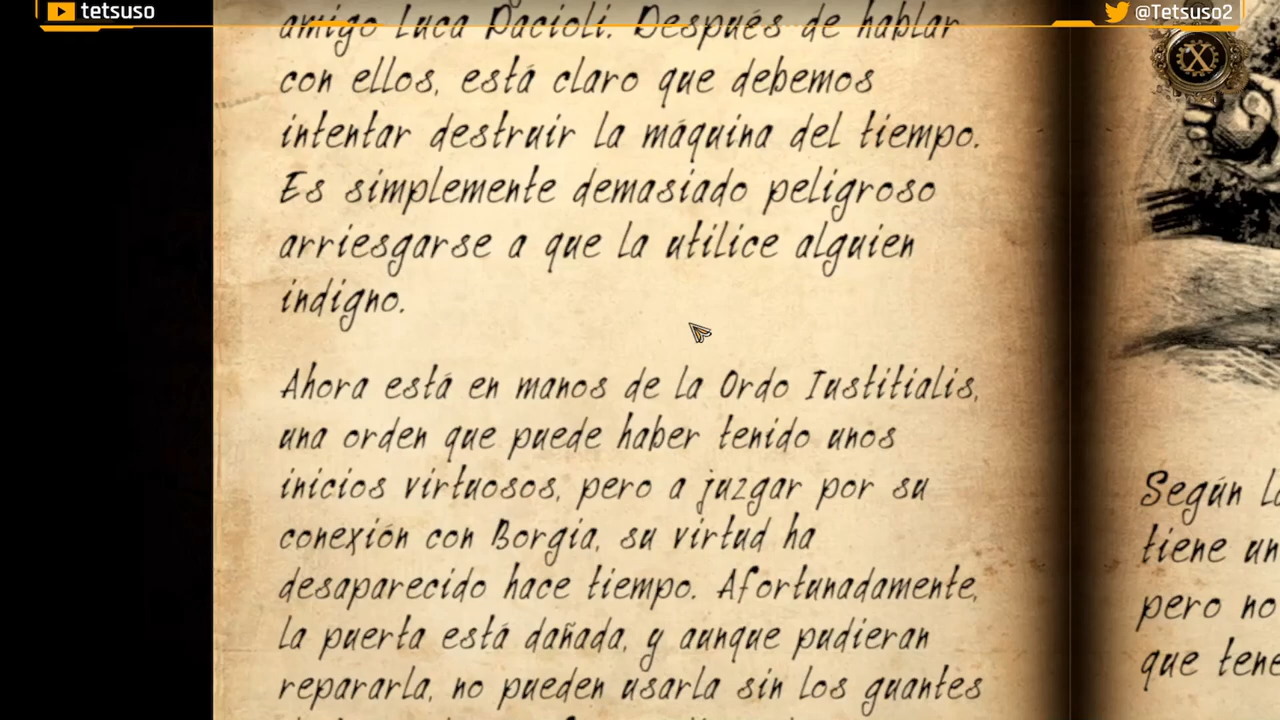 tetsuso
@Tetsuso2
amigo Luca Pacioli. Después de hablar
con ellos, está claro que debemos
intentar destruir la máquina del tiempo.
Es simplemente demasiado peligroso
arriesgarse a que la utilice alguien
indigno.
Ahora está en manos de la Ordo Iustitialis,
una orden que puede haber tenido unos
inicios virtuosos, pero a juzgar por su
conexión con Borgia, su virtud ha
desaparecido hace tiempo. Afortunadamente,
la puerta está dañada, y aunque pudieran
repararla, no pueden usarla sin los guantes
Según
tiene
pero no
que